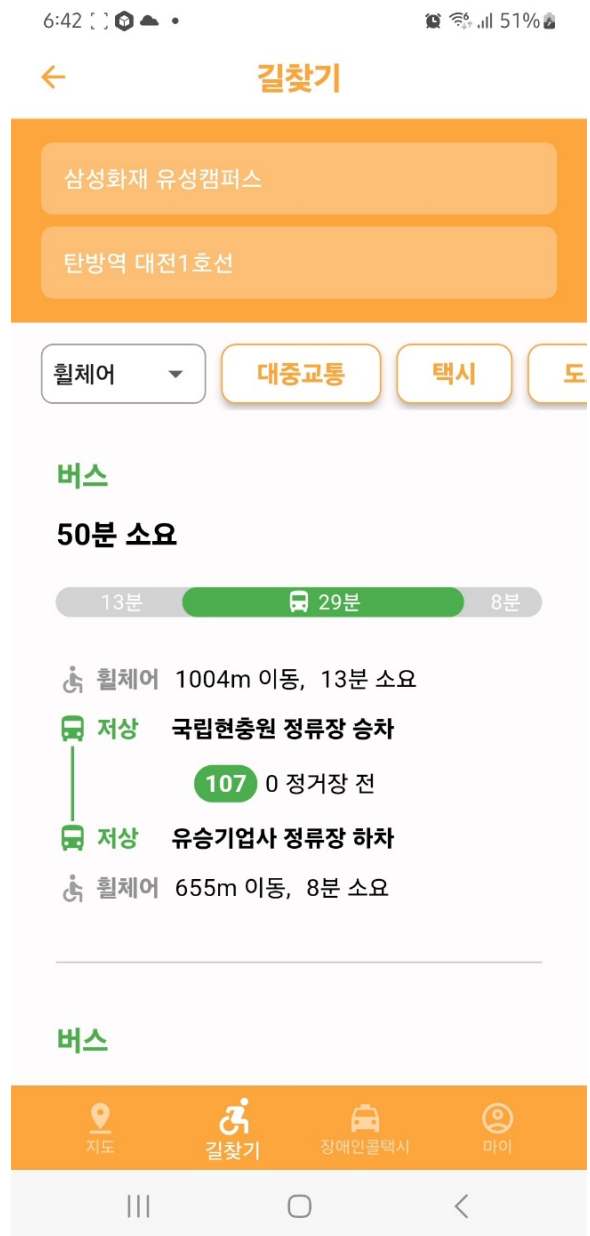 6:42
51%
길찾기
삼성화재 유성캠퍼스
탄방역 대전1호선
휠체어
대중교통
택시
버스
50분 소요
13분
29분
8분
휠체어 1004m 이동, 13분 소요
저상 국립현충원 정류장 승차
107 0 정거장 전
저상 유승기업사 정류장 하차
휠체어 655m 이동, 8분 소요
버스
지도
길찾기
장애인콜택시
마이